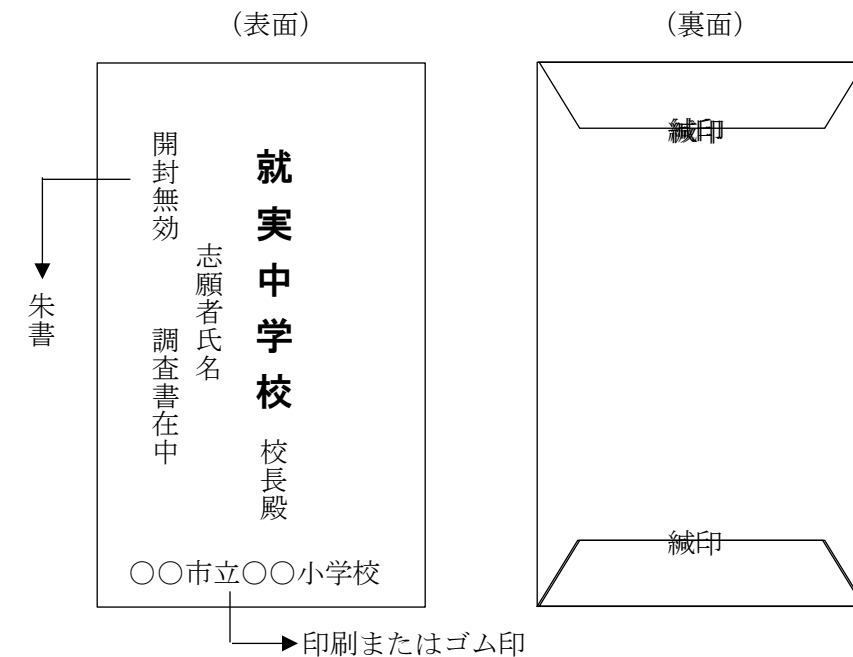 （表面）
就実中学校 校長殿
志願者氏名
開封無効 調査書在中
朱書
○○市立○○小学校
印刷またはゴム印
（裏面）
緘印
緘印